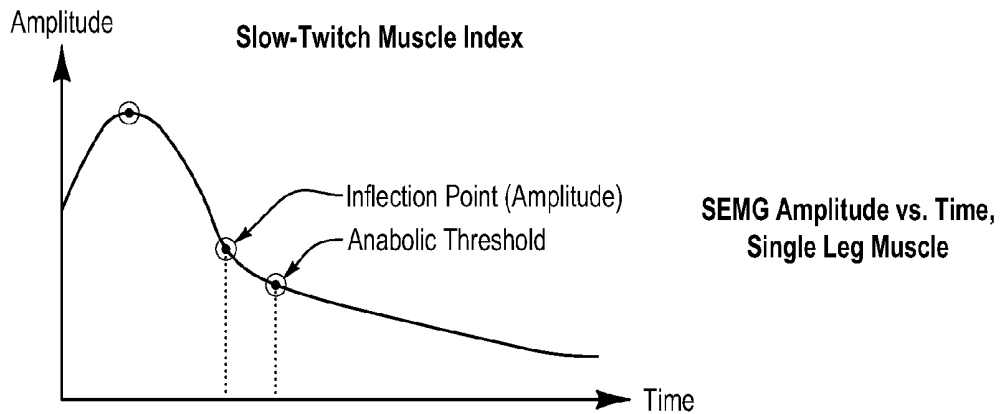 Amplitude
Slow-Twitch Muscle Index
Inflection Point (Amplitude)
Anabolic Threshold
SEMG Amplitude vs. Time,
Single Leg Muscle
Time